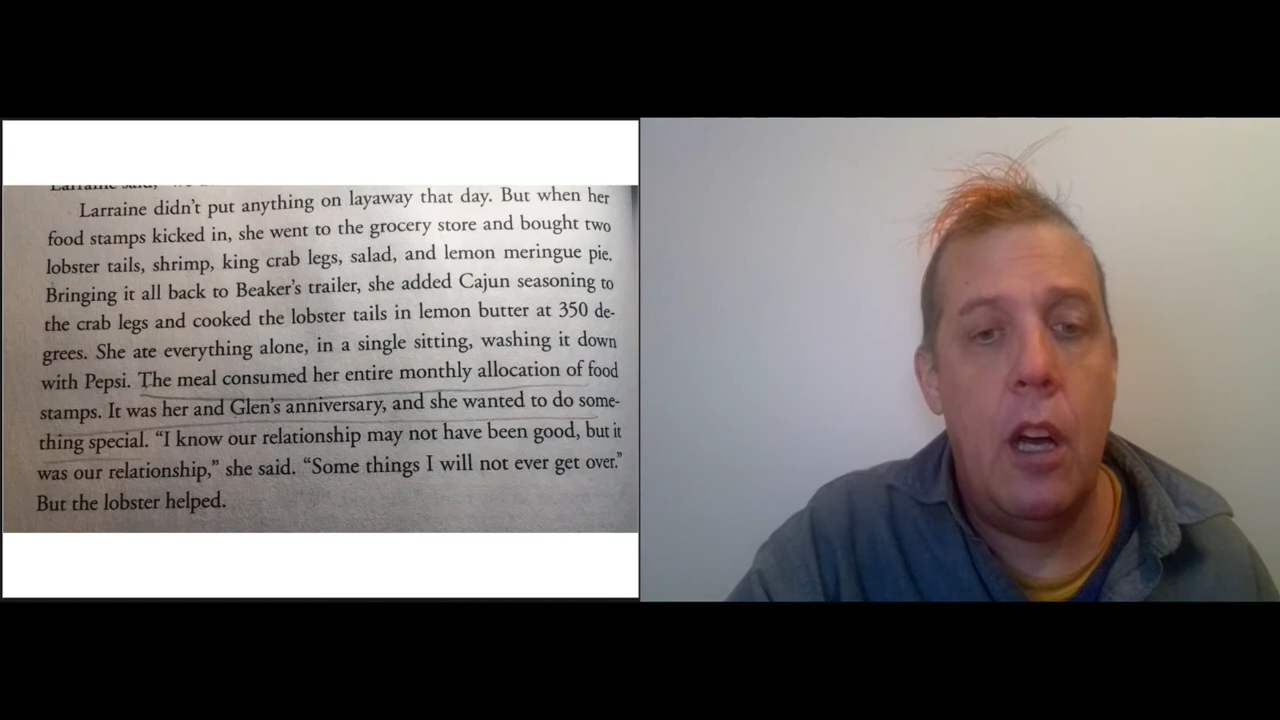 Larraine said, "we
Larraine didn't put anything on layaway that day. But when her
food stamps kicked in, she went to the grocery store and bought two
lobster tails, shrimp, king crab legs, salad, and lemon meringue pie.
Bringing it all back to Beaker's trailer, she added Cajun seasoning to
the crab legs and cooked the lobster tails in lemon butter at 350 de-
grees. She ate everything alone, in a single sitting, washing it down
with Pepsi. The meal consumed her entire monthly allocation of food
stamps. It was her and Glen's anniversary, and she wanted to do some-
thing special. "I know our relationship may not have been good, but it
was our relationship," she said. "Some things I will not ever get over."
But the lobster helped.